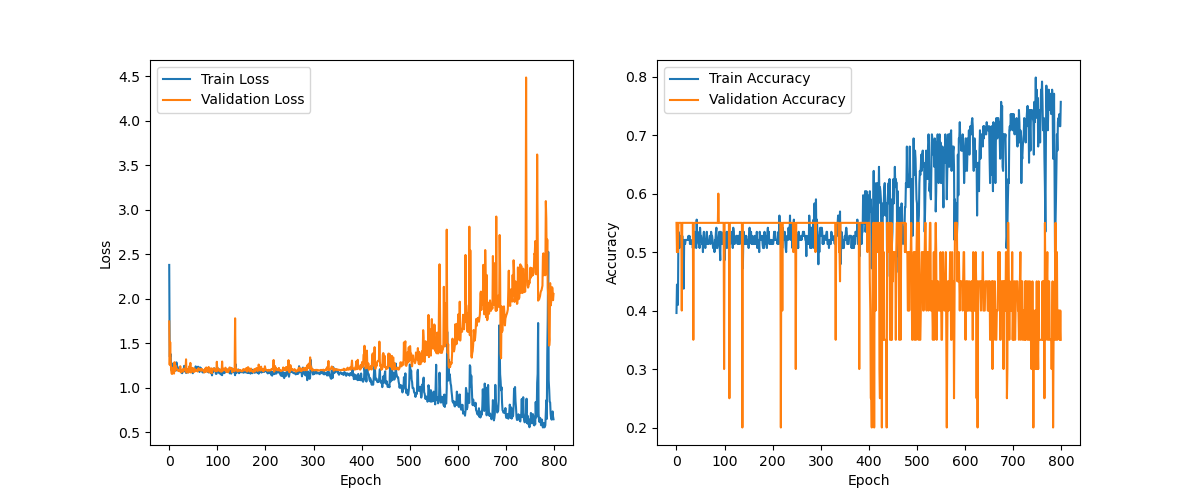 Train Loss
Validation Loss
4.5
4.0
3.5
3.0
2.5
2.0
1.5
1.0
0.5
Loss
0 100 200 300 400 500 600 700 800
Epoch
Train Accuracy
Validation Accuracy
0.8
0.7
0.6
0.5
0.4
0.3
0.2
Accuracy
0 100 200 300 400 500 600 700 800
Epoch